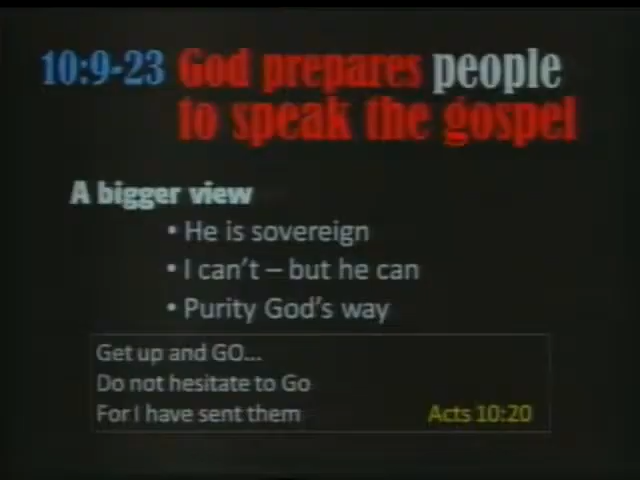 10:9-23 God prepares people
to speak the gospel
A bigger view
• He is sovereign
• I can't – but he can
• Purity God's way
Get up and GO...
Do not hesitate to Go
For I have sent them Acts 10:20